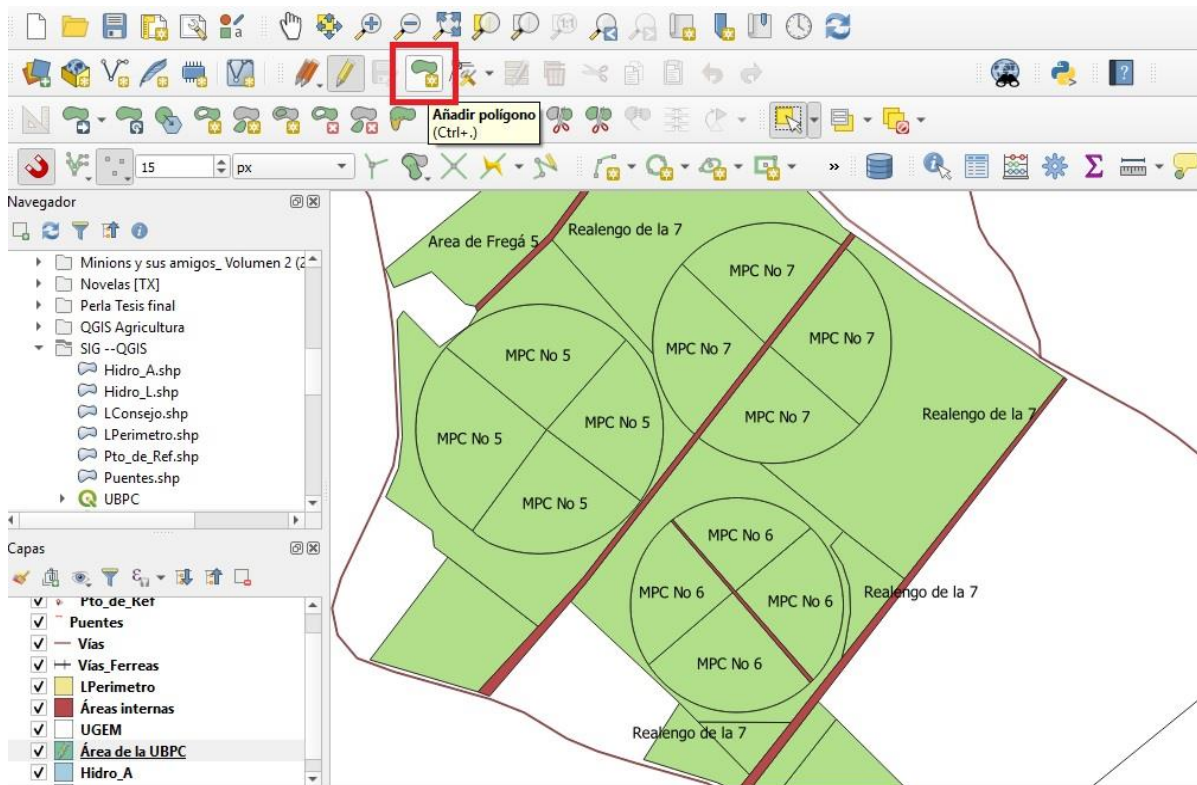 1:1
a
Añadir polígono
(Ctrl+.)
15
px
»
Σ
Navegador
Minions y sus amigos_ Volumen 2 (2
Novelas [TX]
Perla Tesis final
QGIS Agricultura
SIG --QGIS
Hidro_A.shp
Hidro_L.shp
LConsejo.shp
LPerimetro.shp
Pto_de_Ref.shp
Puentes.shp
UBPC
Capas
Pto_de_Ref
Puentes
Vías
Vías_Ferreas
LPerimetro
Áreas internas
UGEM
Área de la UBPC
Hidro_A
Area de Fregá 5
Realengo de la 7
MPC No 7
MPC No 7
MPC No 7
MPC No 7
MPC No 5
MPC No 5
MPC No 5
MPC No 5
Realengo de la 7
MPC No 6
MPC No 6
MPC No 6
MPC No 6
Realengo de la 7
Realengo de la 7